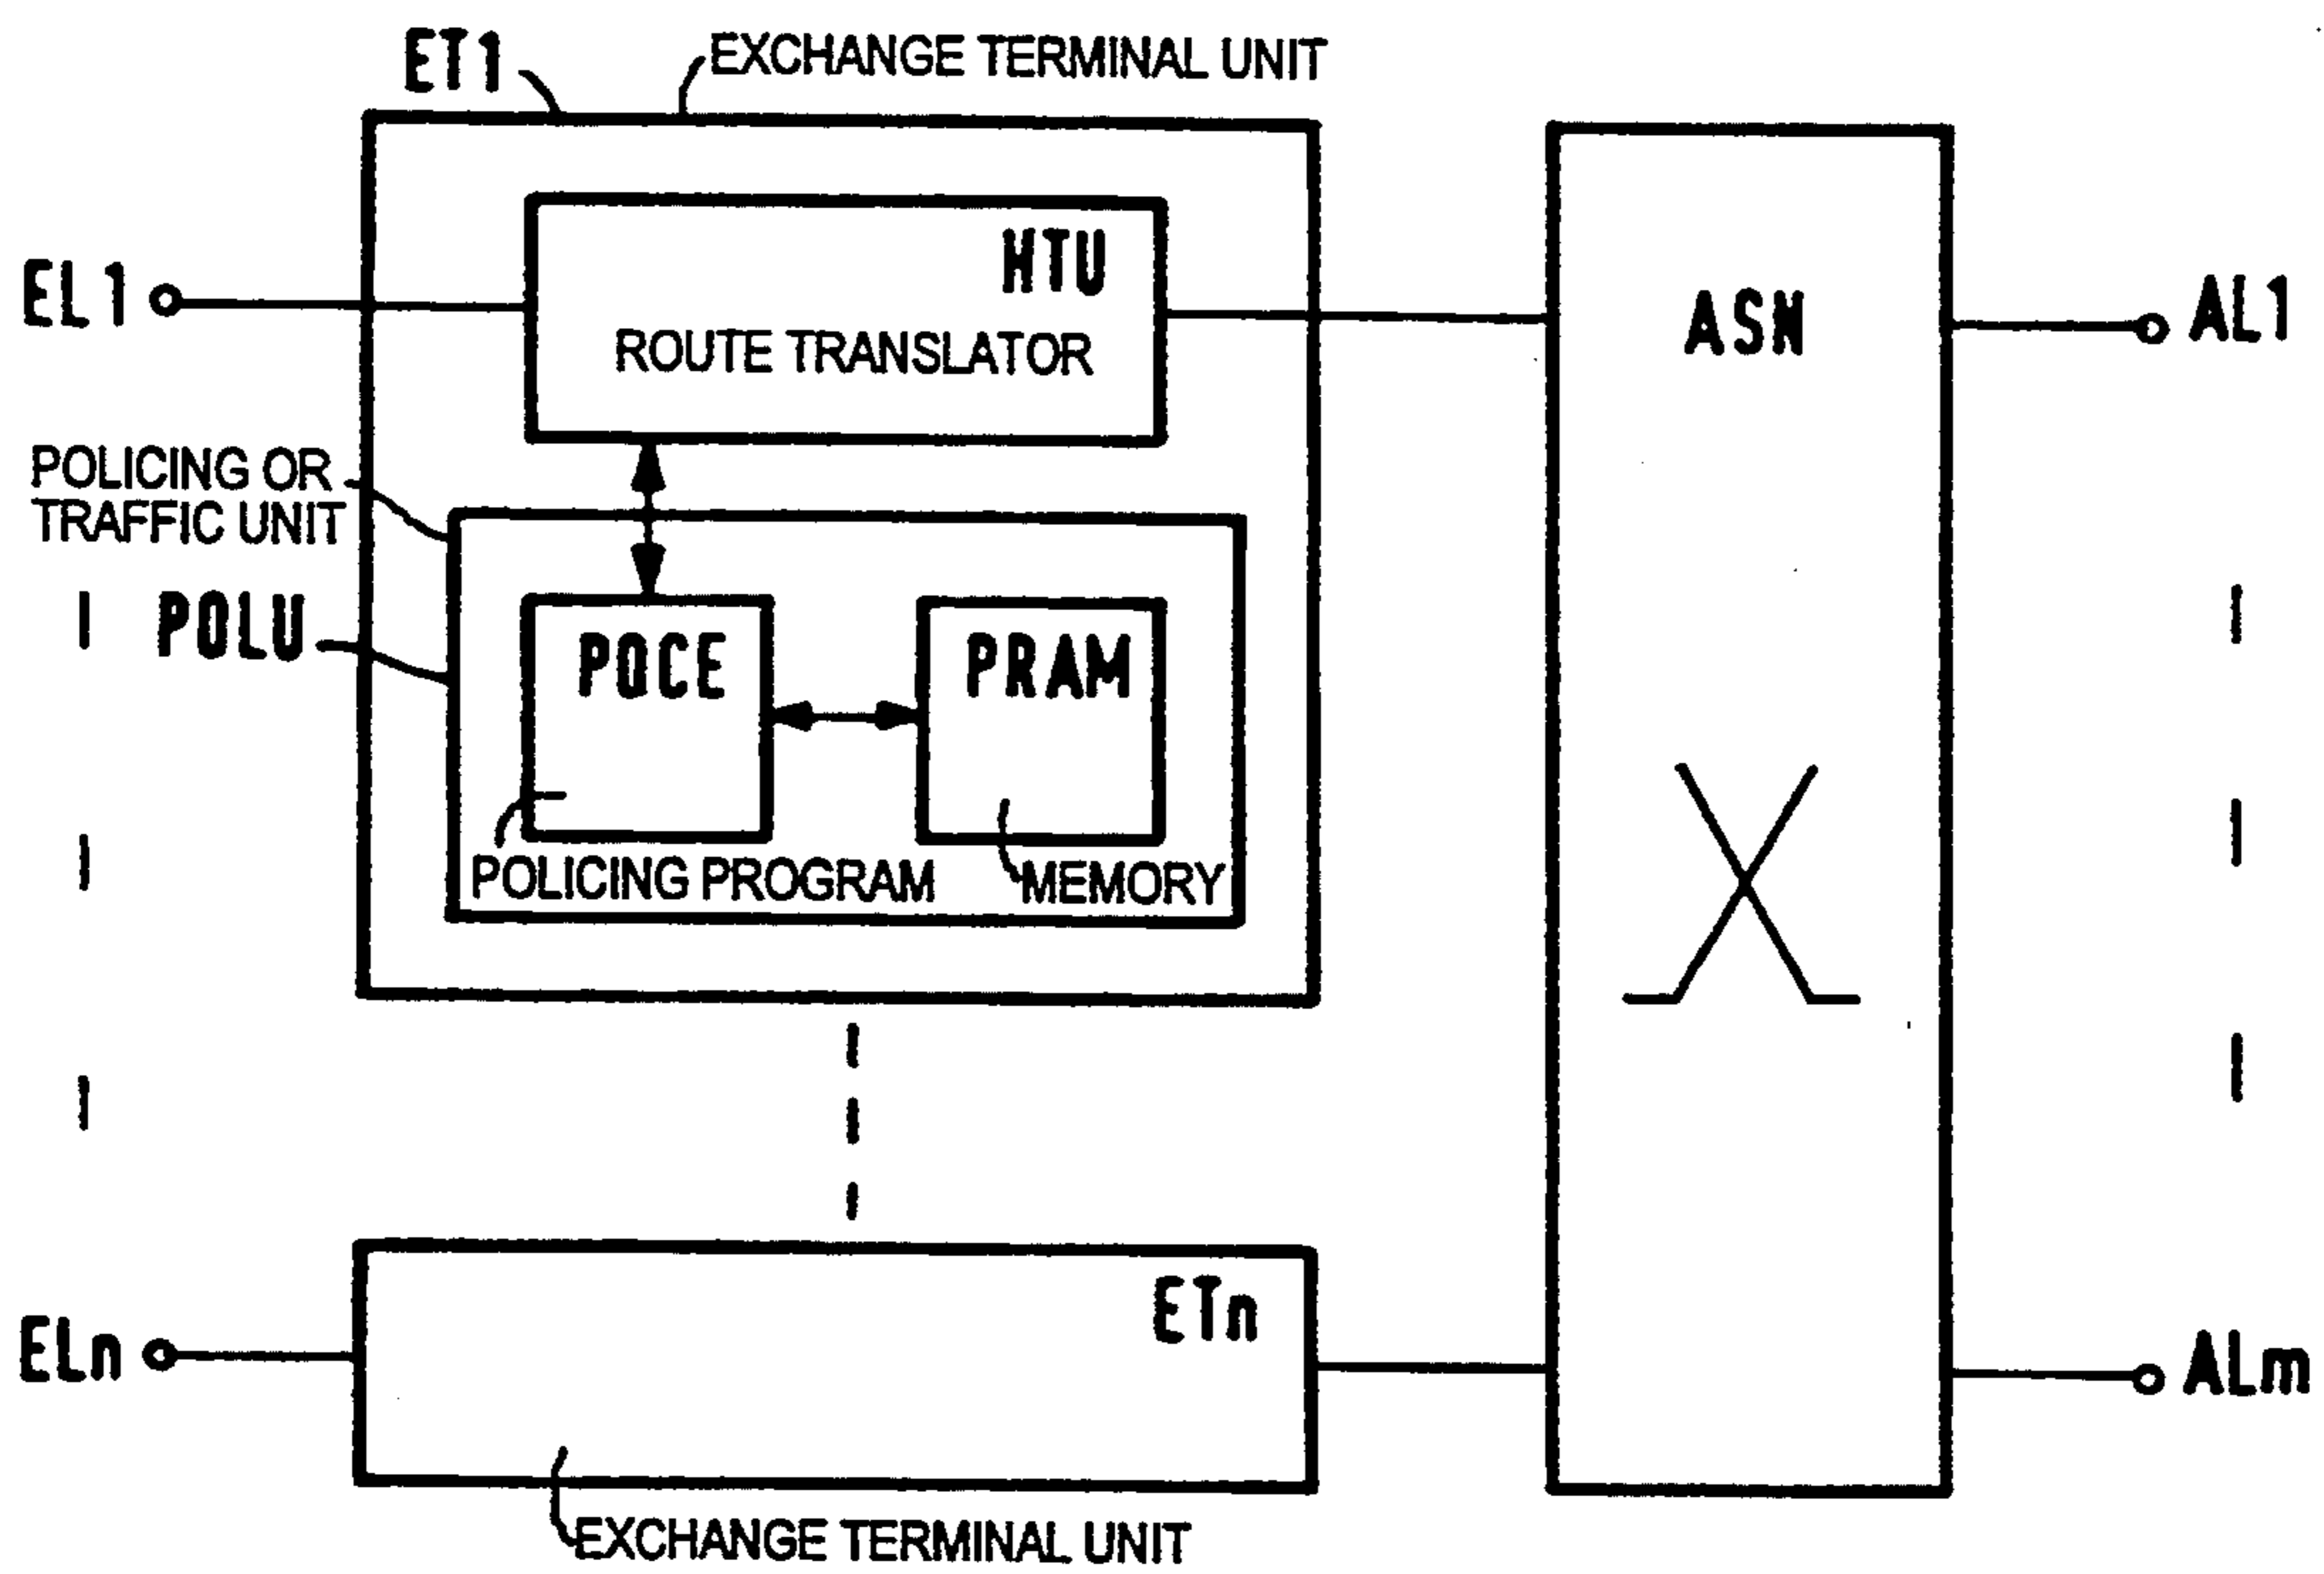 ET1
EXCHANGE TERMINAL UNIT
EL1
HTU
ROUTE TRANSLATOR
ASN
AL1
POLICING OR
TRAFFIC UNIT
POLU
POCE
PRAM
POLICING PROGRAM
MEMORY
ETn
ELn
ALm
EXCHANGE TERMINAL UNIT